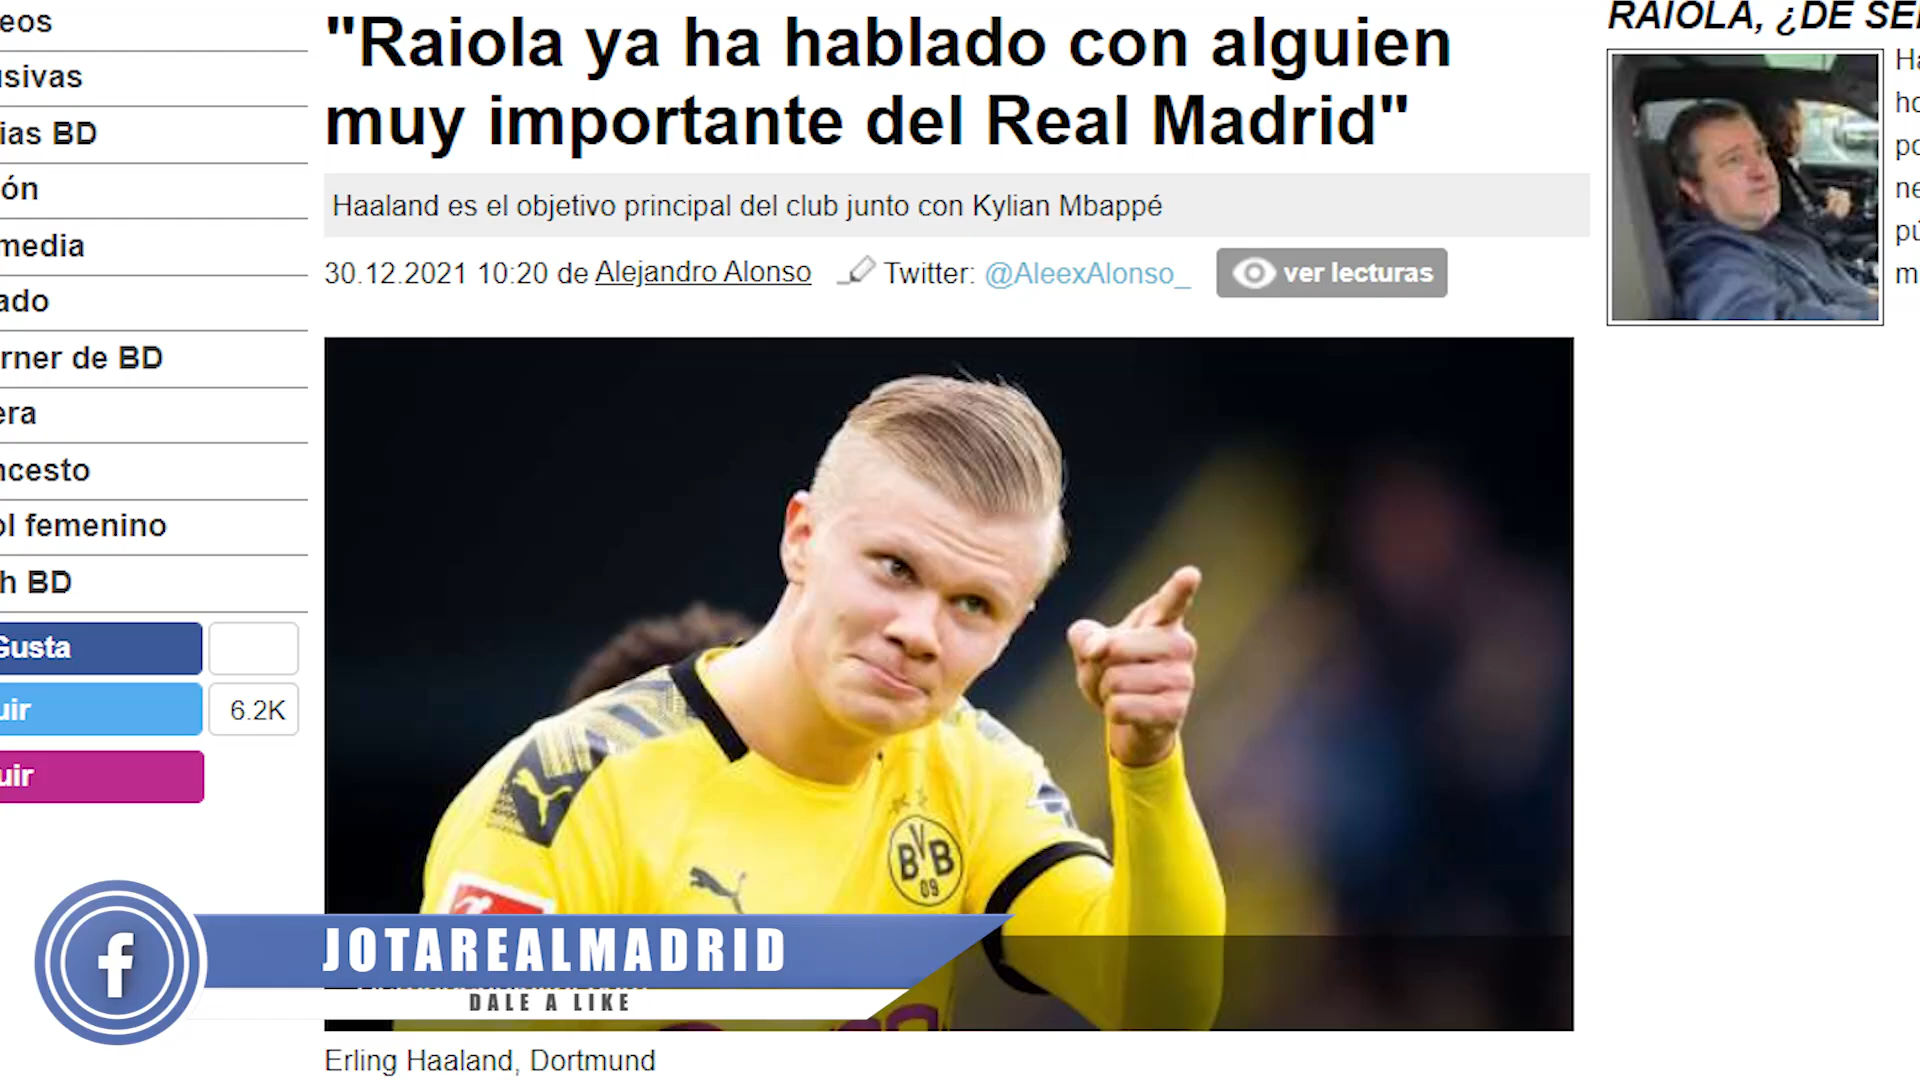 eos
usivas
ias BD
ón
media
ado
rner de BD
era
ncesto
ol femenino
h BD
Gusta
uir
6.2K
uir
"Raiola ya ha hablado con alguien
muy importante del Real Madrid"
Haaland es el objetivo principal del club junto con Kylian Mbappé
30.12.2021 10:20 de Alejandro Alonso Twitter: @AleexAlonso_ ver lecturas
BVB
09
f
JOTAREALMADRID
DALE A LIKE
Erling Haaland, Dortmund
RAIOLA, ¿DE SE
Ha
ho
po
ne
pú
m